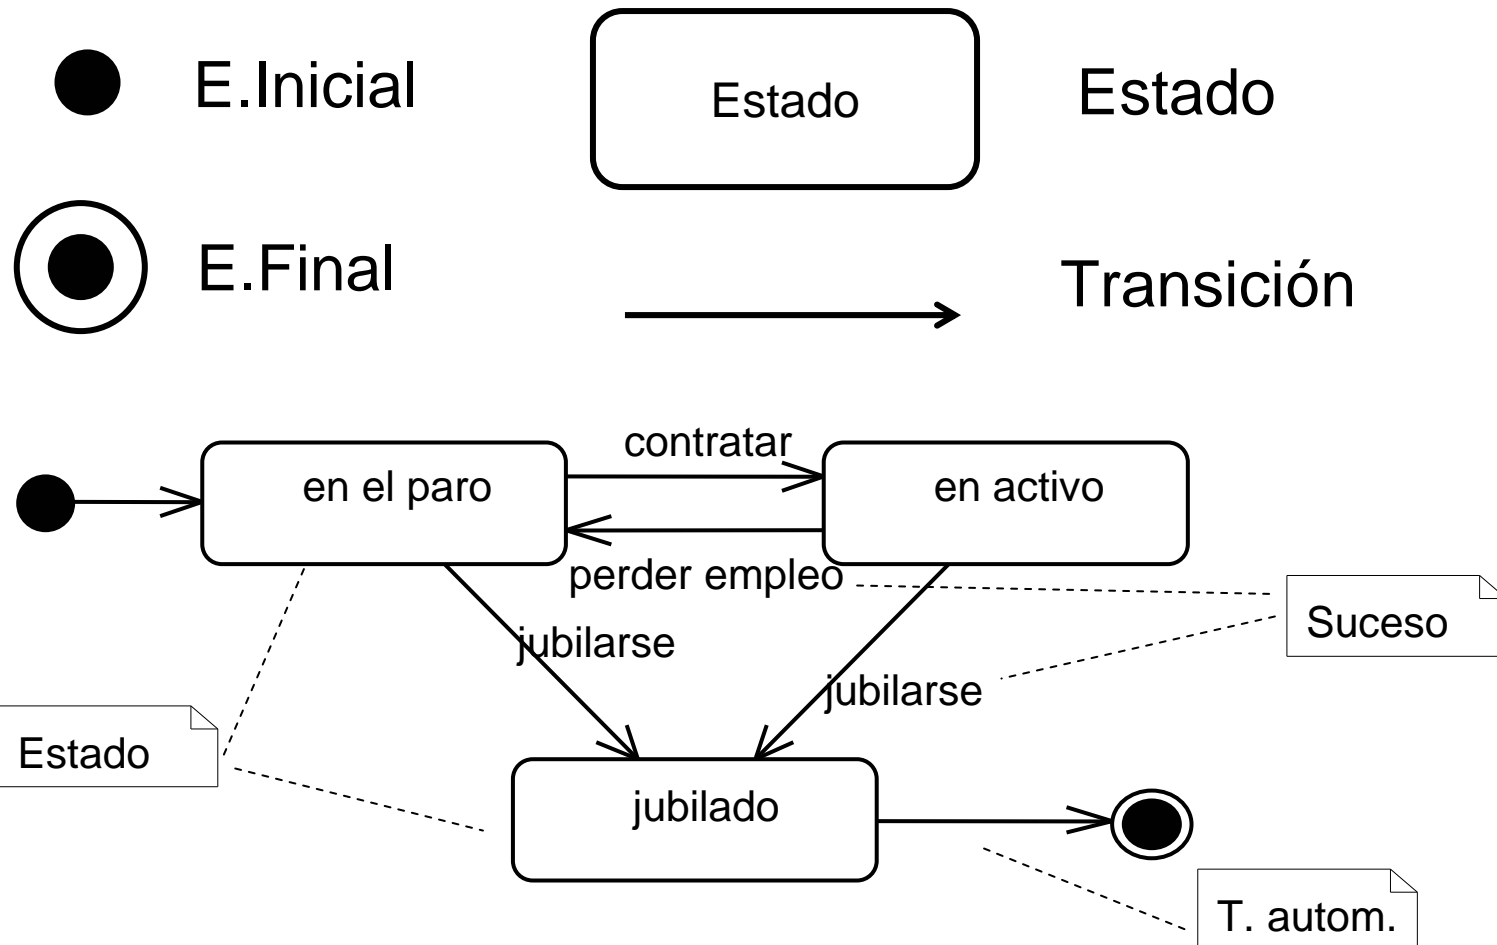 E.Inicial
Estado
Estado
E.Final
Transición
contratar
en el paro
en activo
perder empleo
Suceso
jubilarse
jubilarse
Estado
jubilado
T. autom.